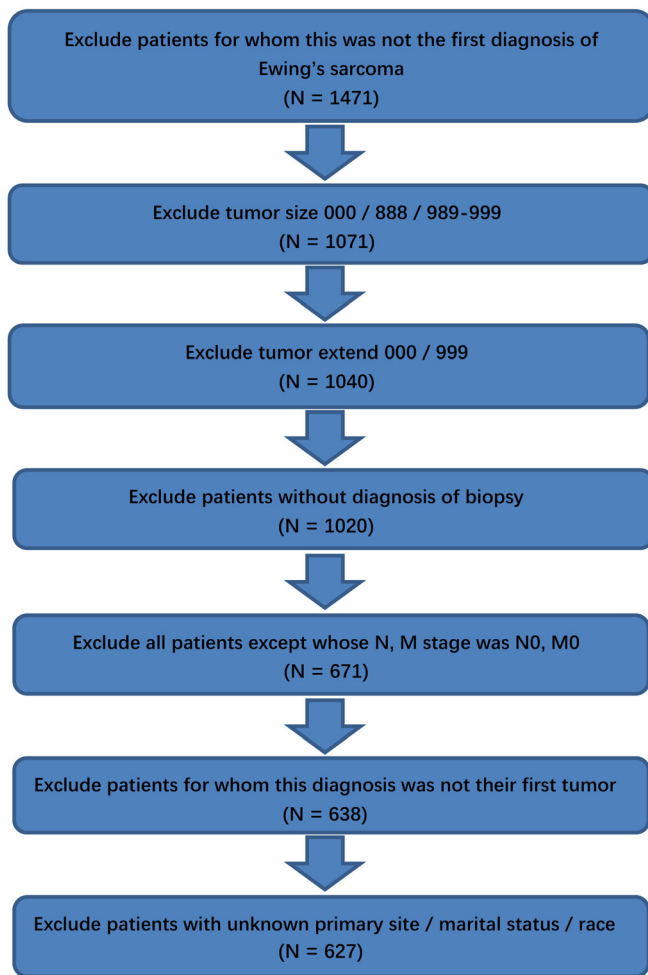 Exclude patients for whom this was not the first diagnosis of
Ewing’s sarcoma
(N = 1471)
Exclude tumor size 000 / 888 / 989-999
(N = 1071)
Exclude tumor extend 000 / 999
(N = 1040)
Exclude patients without diagnosis of biopsy
(N = 1020)
Exclude all patients except whose N, M stage was N0, M0
(N = 671)
Exclude patients for whom this diagnosis was not their first tumor
(N = 638)
Exclude patients with unknown primary site / marital status / race
(N = 627)